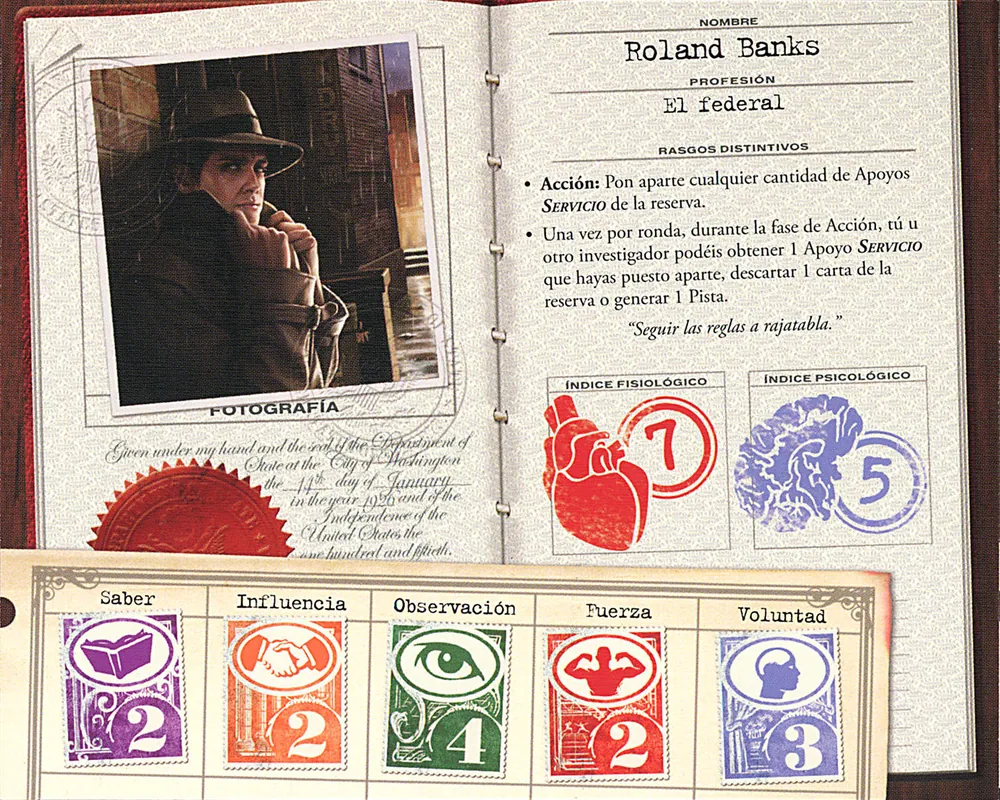 NOMBRE
Roland Banks
PROFESIÓN
El federal
RASGOS DISTINTIVOS
• Acción: Pon aparte cualquier cantidad de Apoyos
SERVICIO de la reserva.
• Una vez por ronda, durante la fase de Acción, tú u
otro investigador podéis obtener 1 Apoyo SERVICIO
que hayas puesto aparte, descartar 1 carta de la
reserva o generar 1 Pista.
“Seguir las reglas a rajatabla.”
ÍNDICE FISIOLÓGICO
7
ÍNDICE PSICOLÓGICO
5
FOTOGRAFÍA
Given under my hand and the seal of the Department of
State at the City of Washington
the 14th day of January
in the year 1926 and of the
Independence of the
United States the
one hundred and fiftieth.
Saber
Influencia
Observación
Fuerza
Voluntad
2
2
4
2
3